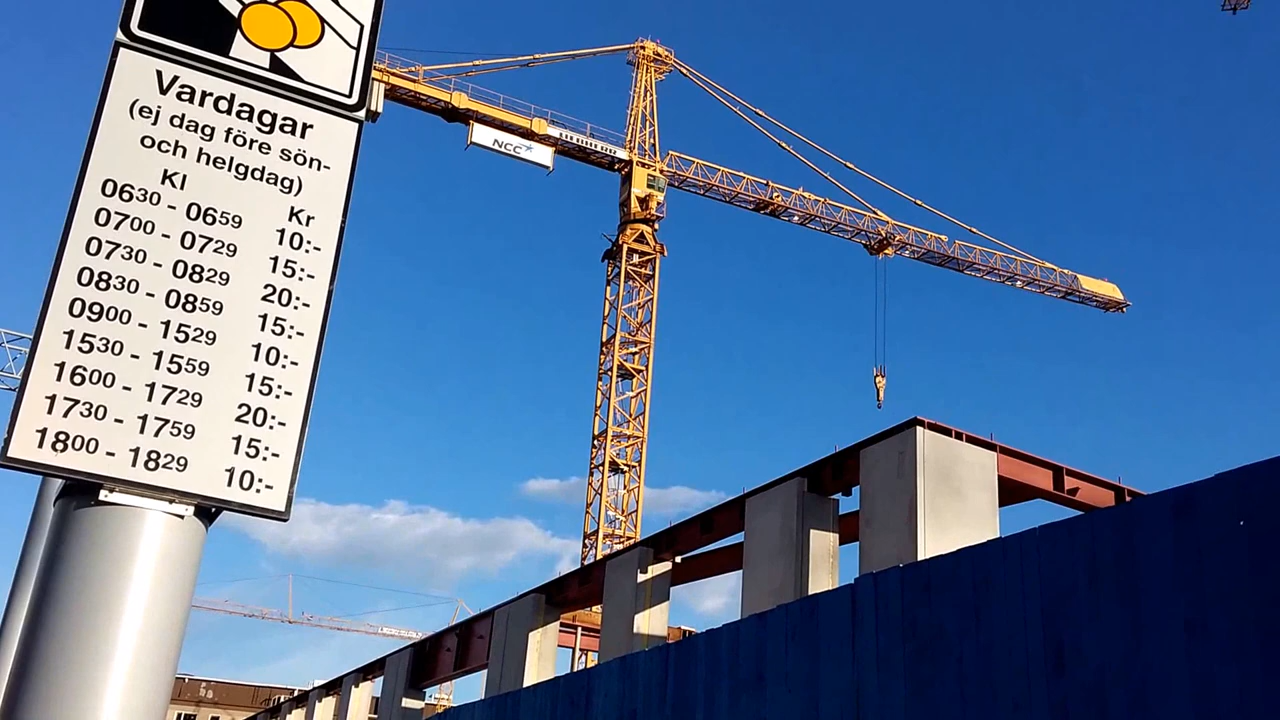 Vardagar
(ej dag före sön-
och helgdag)
Kl Kr
0630 - 0659 10:-
0700 - 0729 15:-
0730 - 0829 20:-
0830 - 0859 15:-
0900 - 1529 10:-
1530 - 1559 15:-
1600 - 1729 20:-
1730 - 1759 15:-
1800 - 1829 10:-
NCC